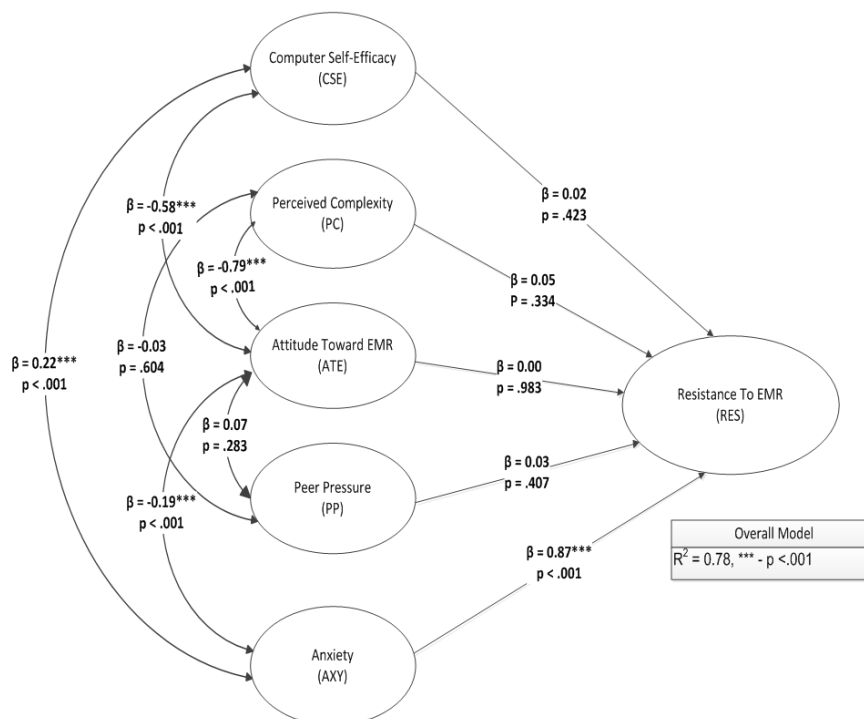 Computer Self-Efficacy
(CSE)
β = 0.02
p = .423
β = -0.58***
p < .001
Perceived Complexity
(PC)
β = -0.79***
p < .001
β = 0.05
P = .334
β = 0.22***
p < .001
β = -0.03
p = .604
Attitude Toward EMR
(ATE)
β = 0.00
p = .983
Resistance To EMR
(RES)
β = 0.07
p = .283
β = -0.19***
p < .001
Peer Pressure
(PP)
β = 0.03
p = .407
β = 0.87***
p < .001
Overall Model
R² = 0.78, *** - p <.001
Anxiety
(AXY)